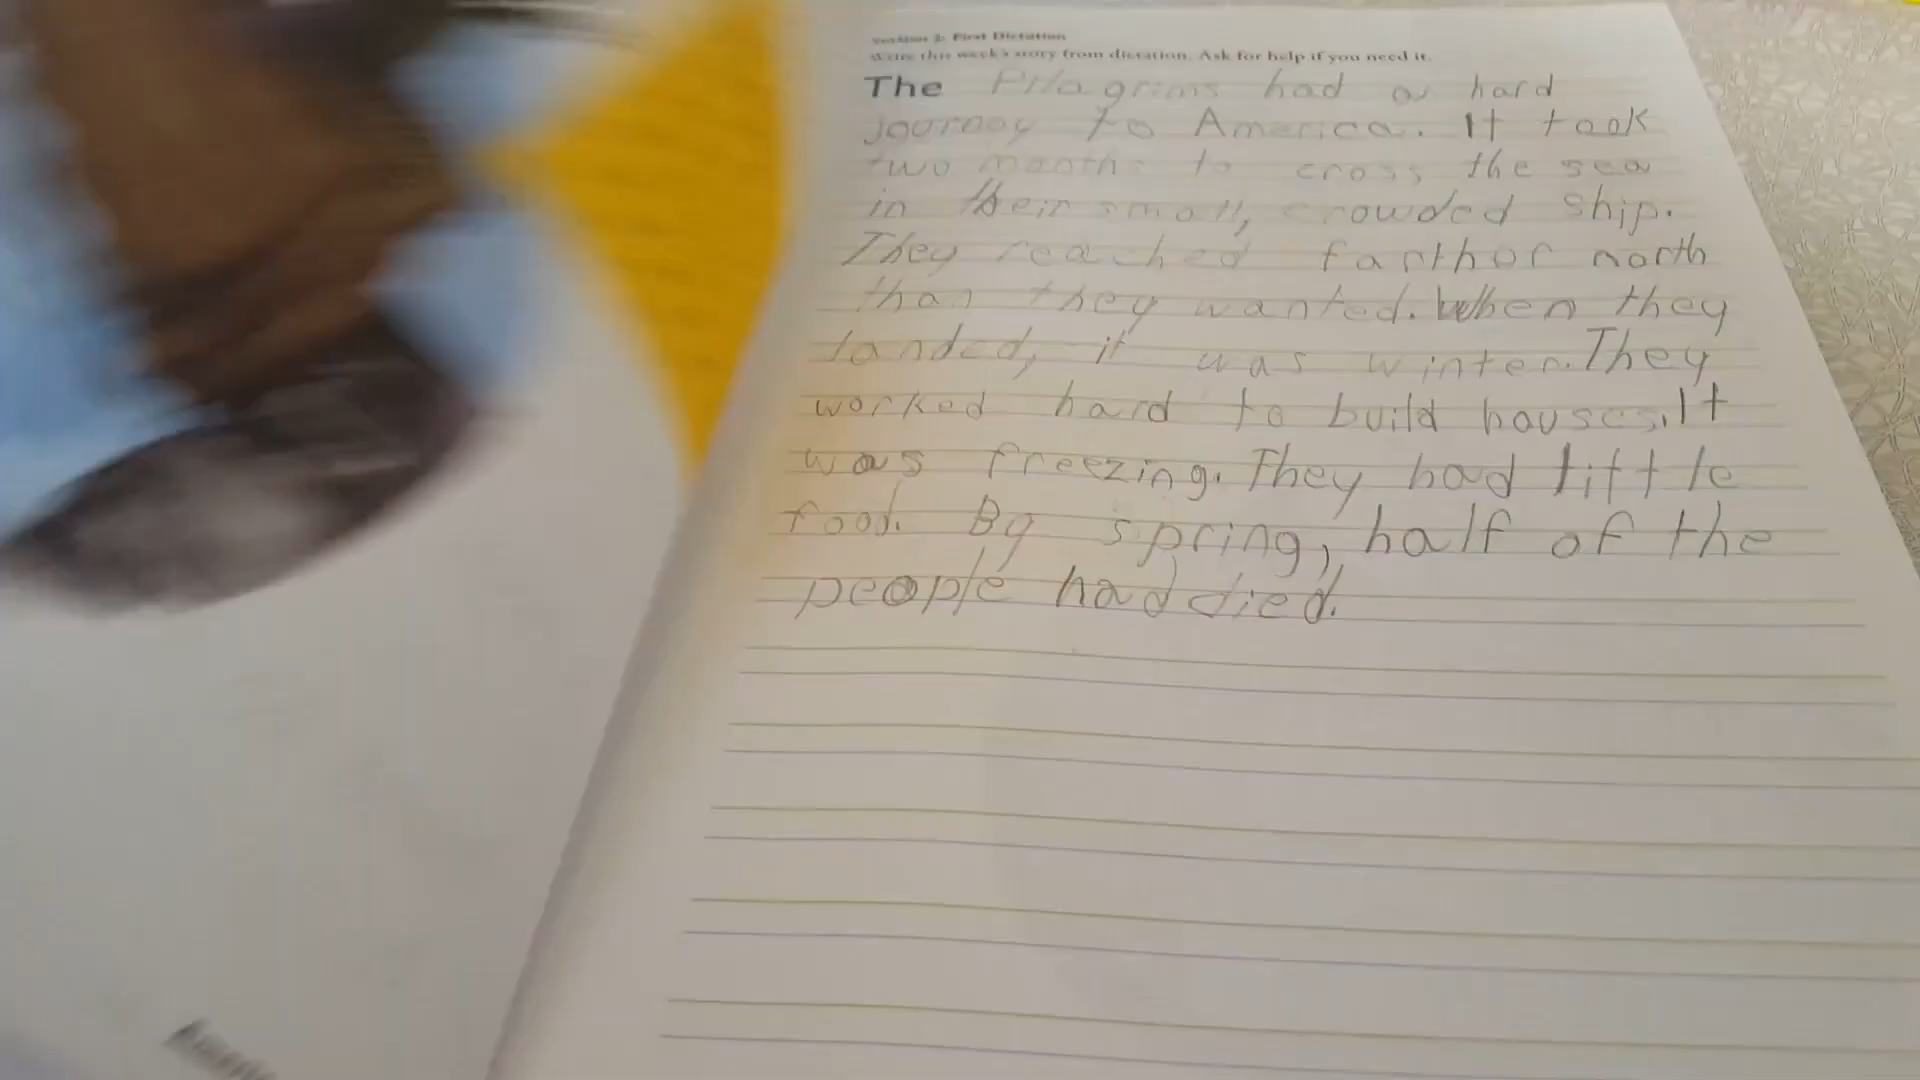 Section 2: First Dictation
Write this week's story from dictation. Ask for help if you need it.
The Pilagrims had a hard
journey to America. It took
two months to cross the sea
in their small, crowded ship.
They reached farther north
than they wanted. When they
landed, it was winter. They
worked hard to build houses. It
was freezing. They had little
food. By spring, half of the
people had died.